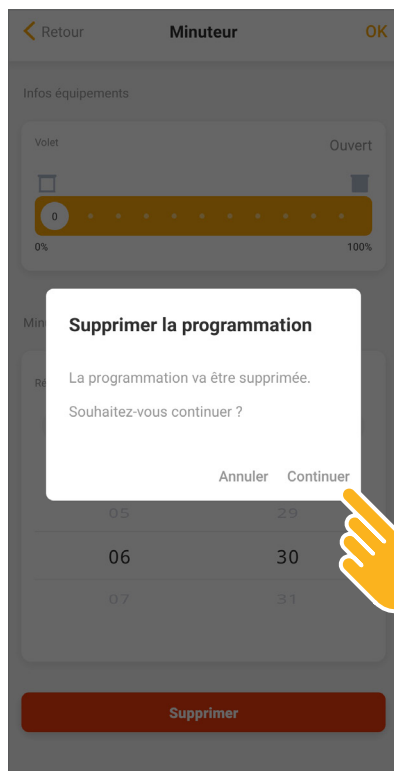 Retour Minuteur OK
Infos équipements
Volet Ouvert
0
0% 100%
Supprimer la programmation
La programmation va être supprimée.
Souhaitez-vous continuer ?
Annuler Continuer
05 29
06 30
07 31
Supprimer